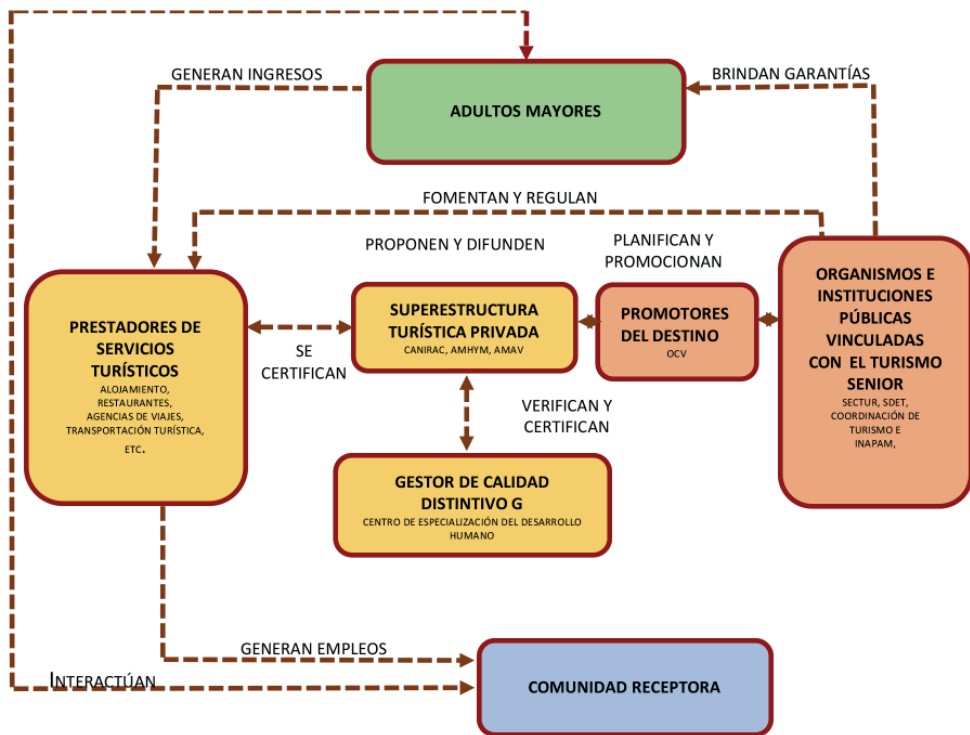 GENERAN INGRESOS
BRINDAN GARANTÍAS
ADULTOS MAYORES
FOMENTAN Y REGULAN
PROPONEN Y DIFUNDEN
PLANIFICAN Y
PROMOCIONAN
PRESTADORES DE
SERVICIOS
TURÍSTICOS
ALOJAMIENTO,
RESTAURANTES,
AGENCIAS DE VIAJES,
TRANSPORTACIÓN TURÍSTICA,
ETC.
SE
CERTIFICAN
SUPERESTRUCTURA
TURÍSTICA PRIVADA
CANIRAC, AMHYM, AMAV
PROMOTORES
DEL DESTINO
OCV
ORGANISMOS E
INSTITUCIONES
PÚBLICAS
VINCULADAS
CON EL TURISMO
SENIOR
SECTUR, SDET,
COORDINACIÓN DE
TURISMO E
INAPAM,
VERIFICAN Y
CERTIFICAN
GESTOR DE CALIDAD
DISTINTIVO G
CENTRO DE ESPECIALIZACIÓN DEL DESARROLLO
HUMANO
GENERAN EMPLEOS
INTERACTÚAN
COMUNIDAD RECEPTORA